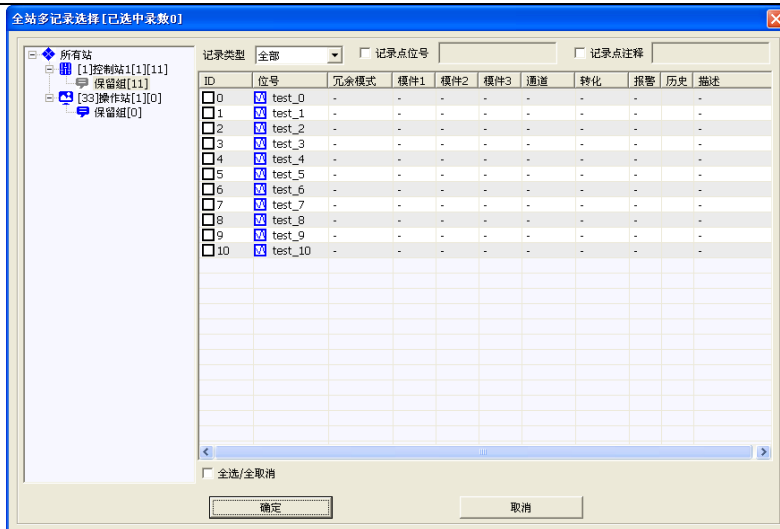 全站多记录选择[已选中录数0]
所有站
[1]控制站1[1][11]
保留组[11]
[33]操作站[1][0]
保留组[0]
记录类型 全部 记录点位号 记录点注释
ID 位号 冗余模式 模件1 模件2 模件3 通道 转化 报警 历史 描述
0 test_0 - - - - - - - -
1 test_1 - - - - - - - -
2 test_2 - - - - - - - -
3 test_3 - - - - - - - -
4 test_4 - - - - - - - -
5 test_5 - - - - - - - -
6 test_6 - - - - - - - -
7 test_7 - - - - - - - -
8 test_8 - - - - - - - -
9 test_9 - - - - - - - -
10 test_10 - - - - - - - -
全选/全取消
确定 取消